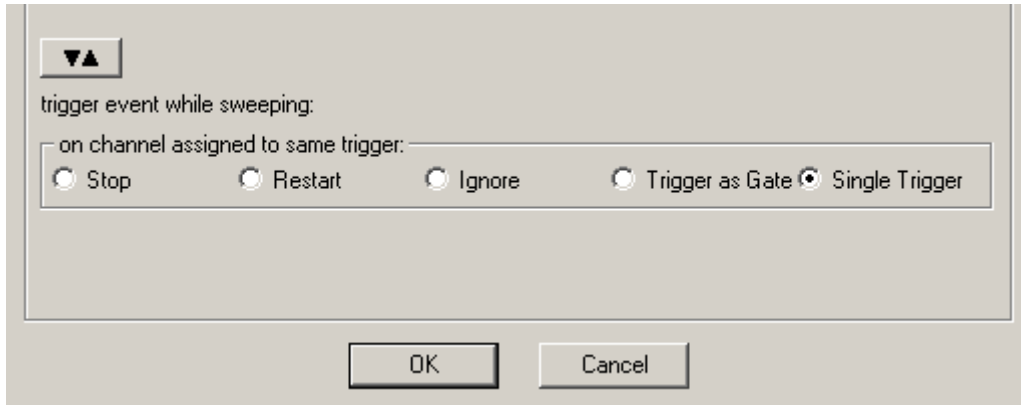 ▼▲
trigger event while sweeping:
on channel assigned to same trigger:
Stop Restart Ignore Trigger as Gate Single Trigger
OK Cancel